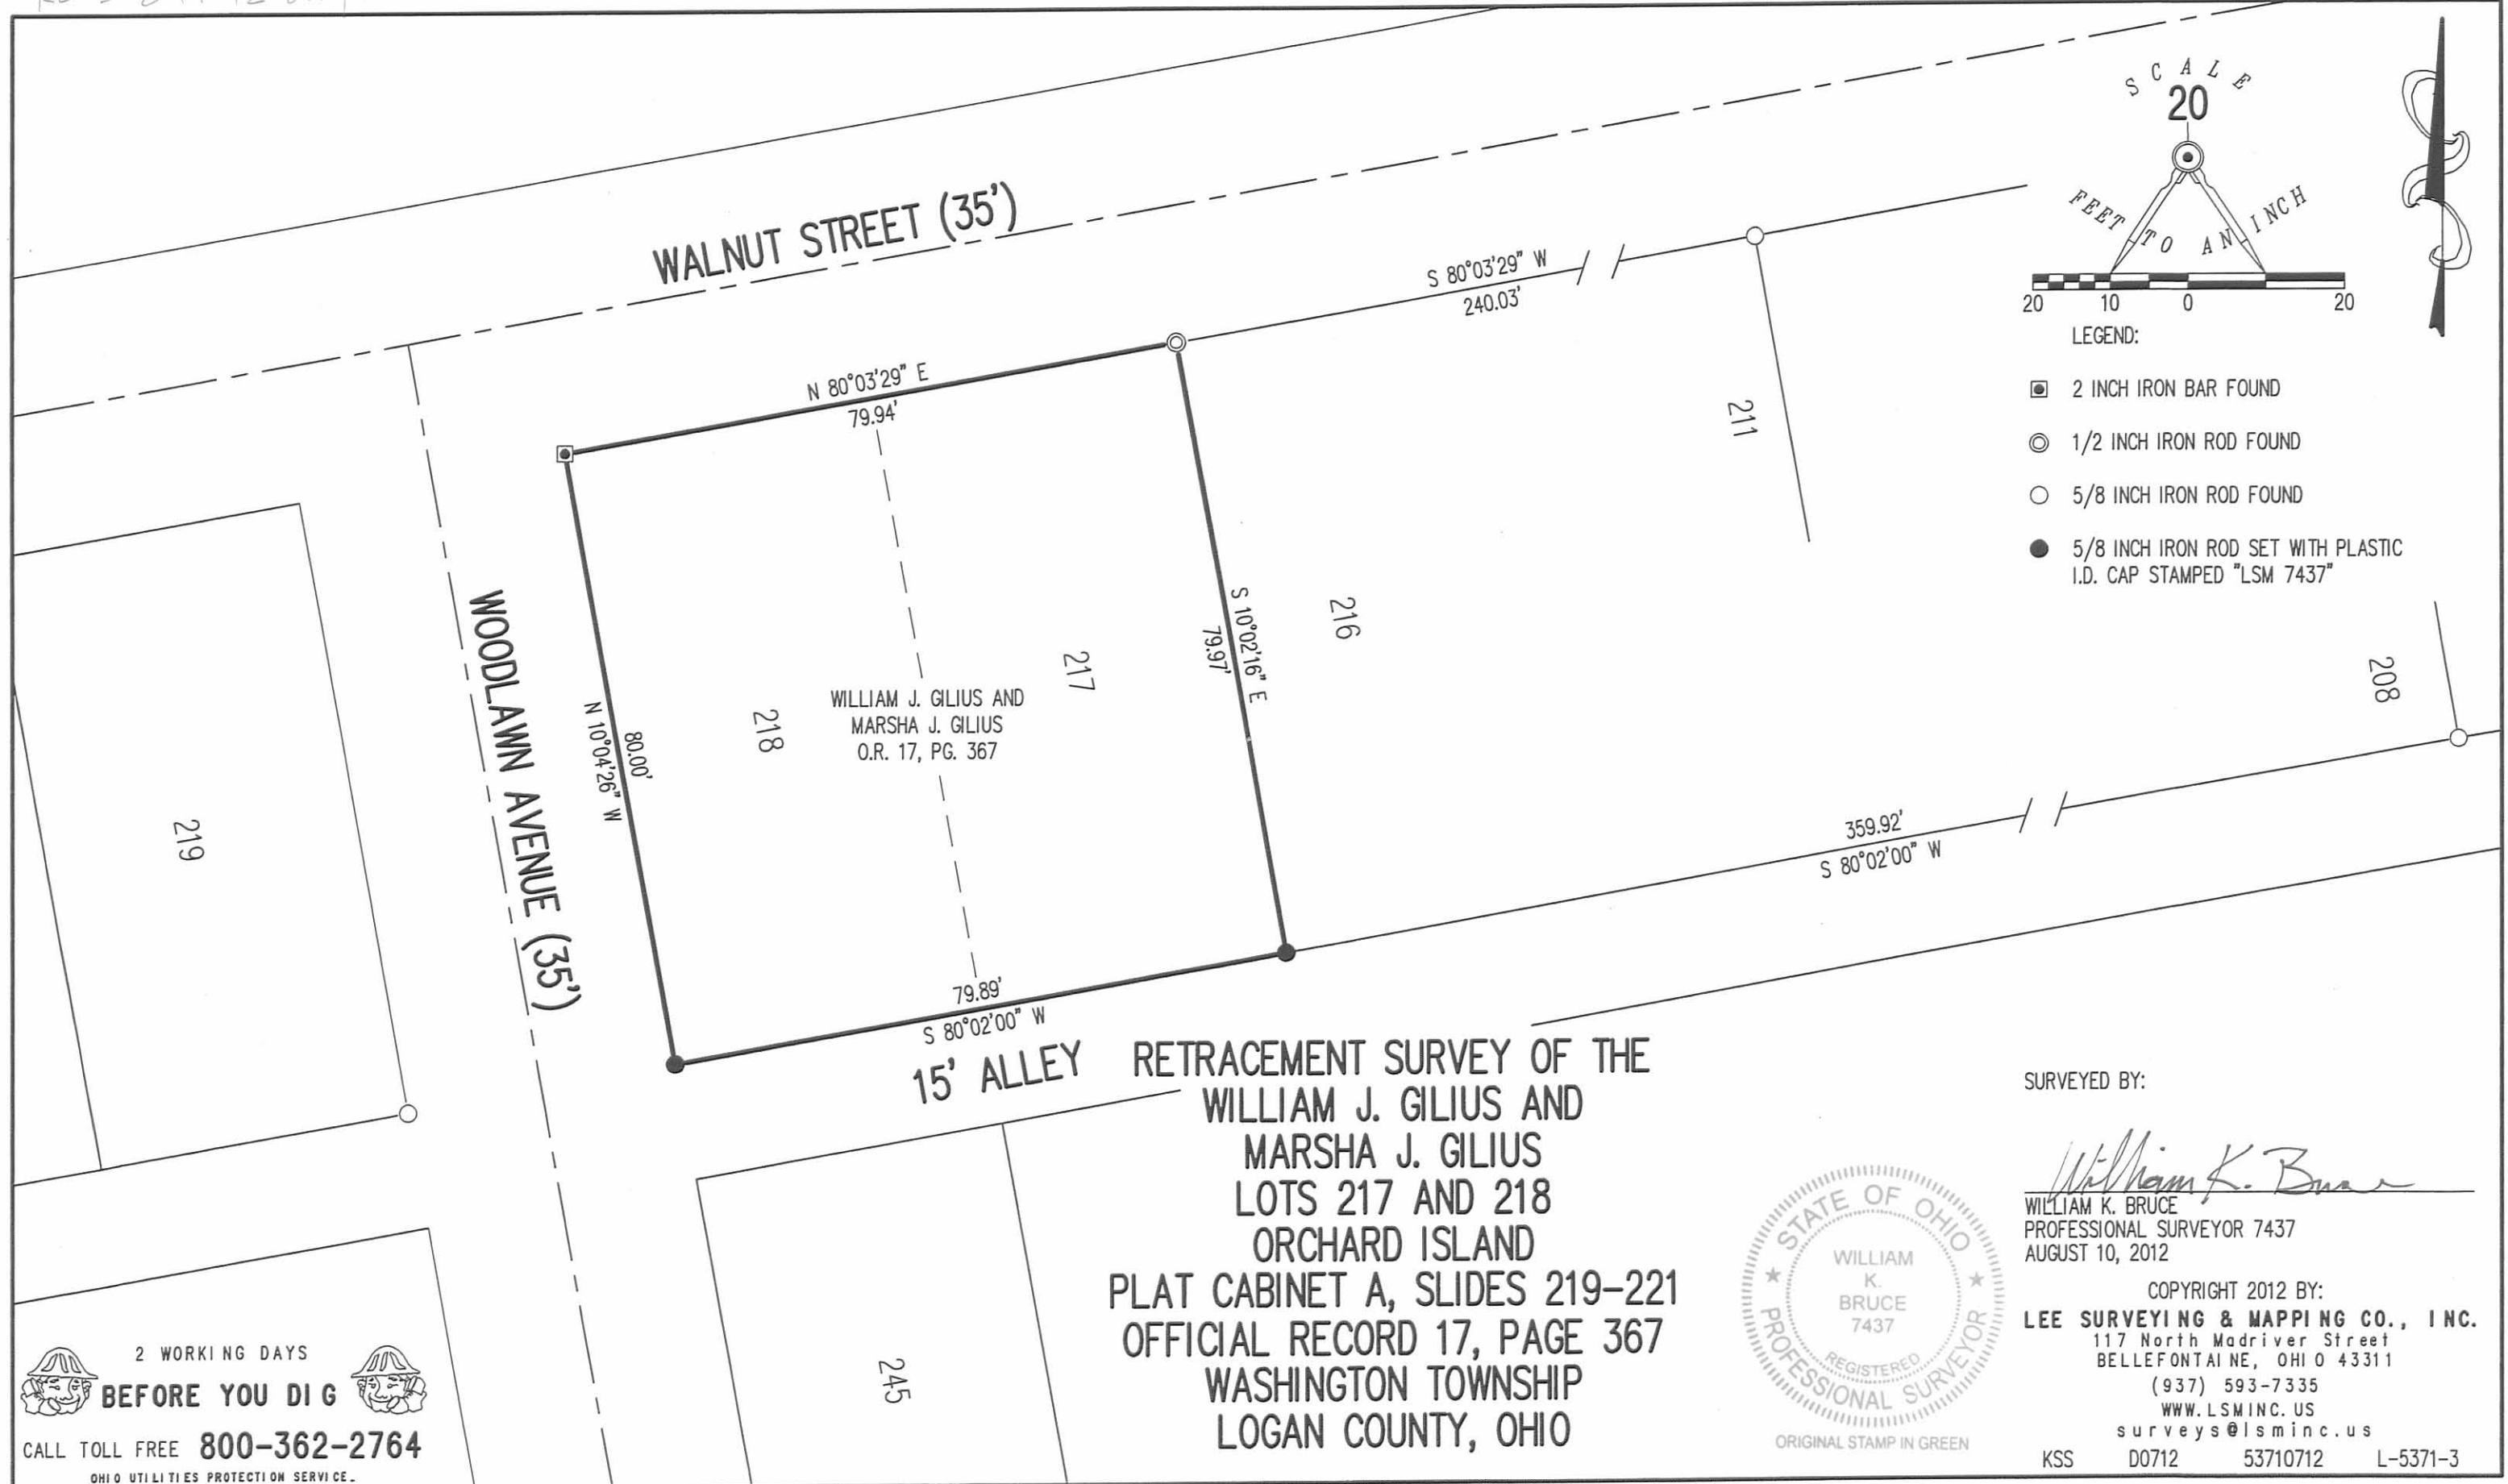 SCALE
20
FEET TO AN INCH
20 10 0 20
LEGEND:
2 INCH IRON BAR FOUND
1/2 INCH IRON ROD FOUND
5/8 INCH IRON ROD FOUND
5/8 INCH IRON ROD SET WITH PLASTIC
I.D. CAP STAMPED "LSM 7437"
WALNUT STREET (35')
S 80°03'29" W
240.03'
N 80°03'29" E
79.94'
211
S 10°02'16" E
79.97'
216
217
218
WILLIAM J. GILIUS AND
MARSHA J. GILIUS
O.R. 17, PG. 367
80.00'
N 10°04'26" W
WOODLAWN AVENUE (35')
219
208
359.92'
S 80°02'00" W
79.89'
S 80°02'00" W
15' ALLEY
245
RETRACEMENT SURVEY OF THE
WILLIAM J. GILIUS AND
MARSHA J. GILIUS
LOTS 217 AND 218
ORCHARD ISLAND
PLAT CABINET A, SLIDES 219-221
OFFICIAL RECORD 17, PAGE 367
WASHINGTON TOWNSHIP
LOGAN COUNTY, OHIO
2 WORKING DAYS
BEFORE YOU DIG
CALL TOLL FREE 800-362-2764
OHIO UTILITIES PROTECTION SERVICE.
STATE OF OHIO
WILLIAM
K.
BRUCE
7437
REGISTERED
PROFESSIONAL SURVEYOR
ORIGINAL STAMP IN GREEN
SURVEYED BY:
William K. Bruce
WILLIAM K. BRUCE
PROFESSIONAL SURVEYOR 7437
AUGUST 10, 2012
COPYRIGHT 2012 BY:
LEE SURVEYING & MAPPING CO., INC.
117 North Madriver Street
BELLEFONTAINE, OHIO 43311
(937) 593-7335
WWW.LSMINC.US
surveys@lsminc.us
KSS D0712 53710712 L-5371-3